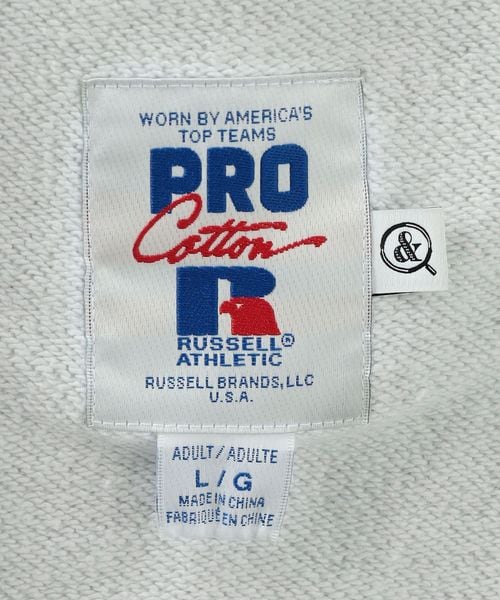 WORN BY AMERICA'S
TOP TEAMS
PRO
Cotton
R
RUSSELL®
ATHLETIC
RUSSELL BRANDS, LLC
U.S.A.
&
ADULT / ADULTE
L / G
MADE IN CHINA
FABRIQUÉ EN CHINE